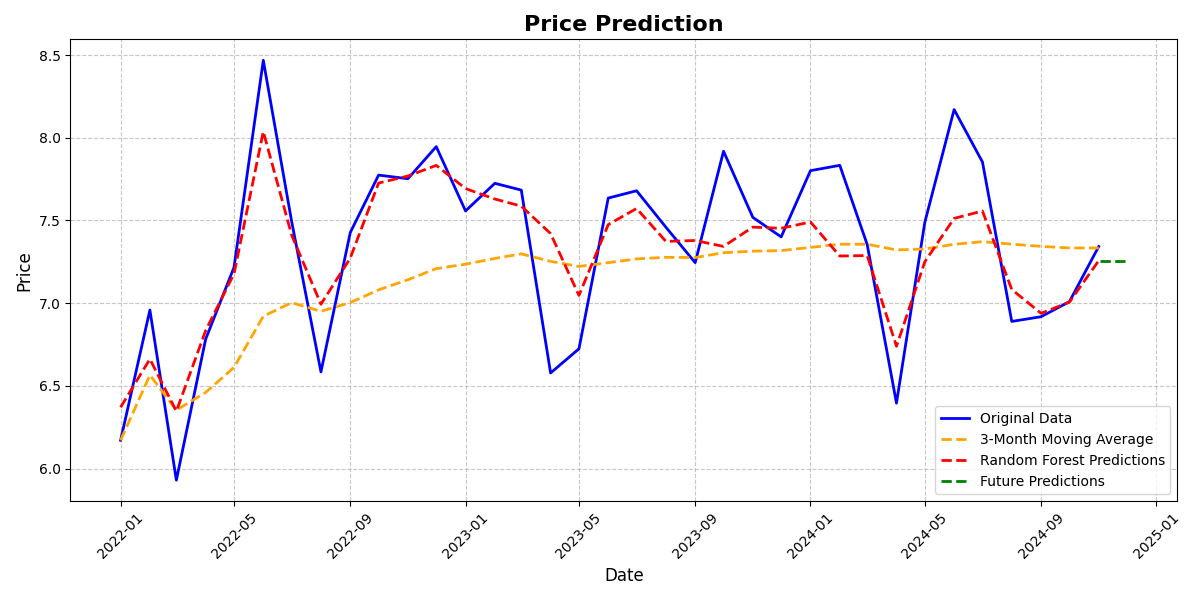 Price Prediction
Price
8.5
8.0
7.5
7.0
6.5
6.0
Original Data
3-Month Moving Average
Random Forest Predictions
Future Predictions
2022-01
2022-05
2022-09
2023-01
2023-05
2023-09
2024-01
2024-05
2024-09
2025-01
Date